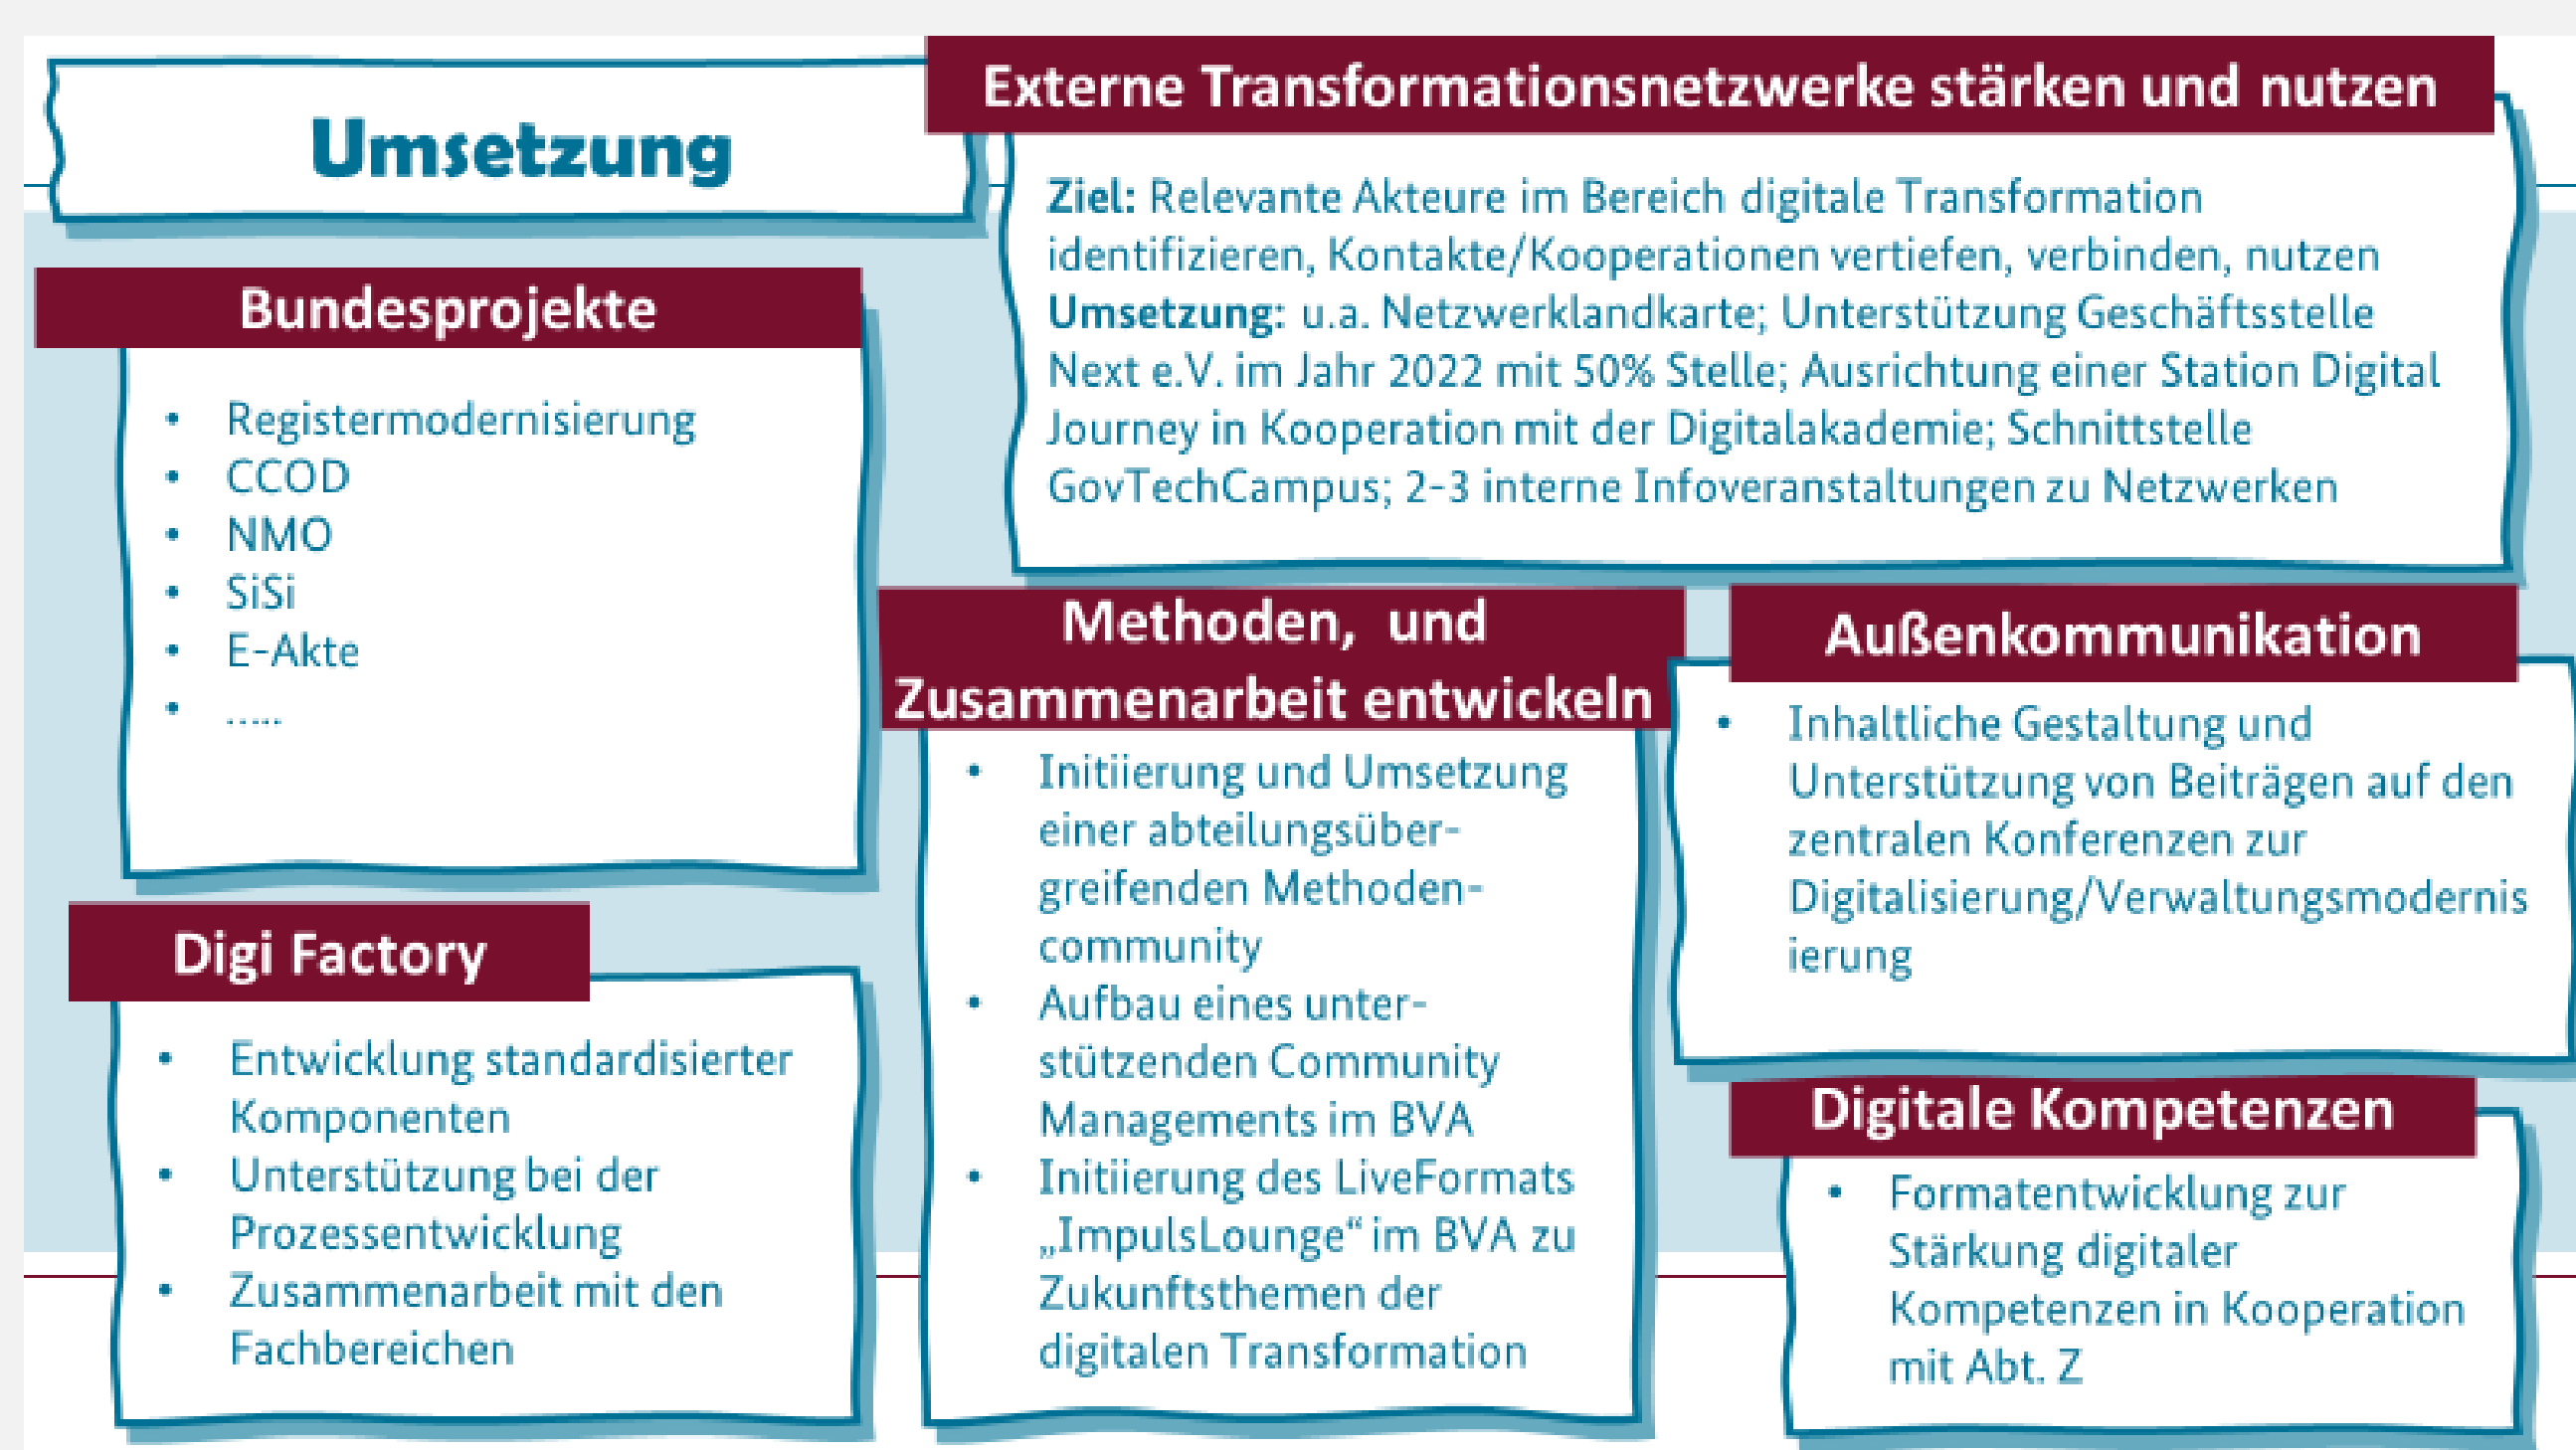 Umsetzung
Externe Transformationsnetzwerke stärken und nutzen
Ziel: Relevante Akteure im Bereich digitale Transformation
identifizieren, Kontakte/Kooperationen vertiefen, verbinden, nutzen
Umsetzung: u.a. Netzwerklandkarte; Unterstützung Geschäftsstelle
Next e.V. im Jahr 2022 mit 50% Stelle; Ausrichtung einer Station Digital
Journey in Kooperation mit der Digitalakademie; Schnittstelle
GovTechCampus; 2-3 interne Infoveranstaltungen zu Netzwerken
Bundesprojekte
• Registermodernisierung
• CCOD
• NMO
• SiSi
• E-Akte
• .....
Digi Factory
• Entwicklung standardisierter
Komponenten
• Unterstützung bei der
Prozessentwicklung
• Zusammenarbeit mit den
Fachbereichen
Methoden, und
Zusammenarbeit entwickeln
• Initiierung und Umsetzung
einer abteilungsüber-
greifenden Methoden-
community
• Aufbau eines unter-
stützenden Community
Managements im BVA
• Initiierung des LiveFormats
„ImpulsLounge“ im BVA zu
Zukunftsthemen der
digitalen Transformation
Außenkommunikation
• Inhaltliche Gestaltung und
Unterstützung von Beiträgen auf den
zentralen Konferenzen zur
Digitalisierung/Verwaltungsmodernis
ierung
Digitale Kompetenzen
• Formatentwicklung zur
Stärkung digitaler
Kompetenzen in Kooperation
mit Abt. Z